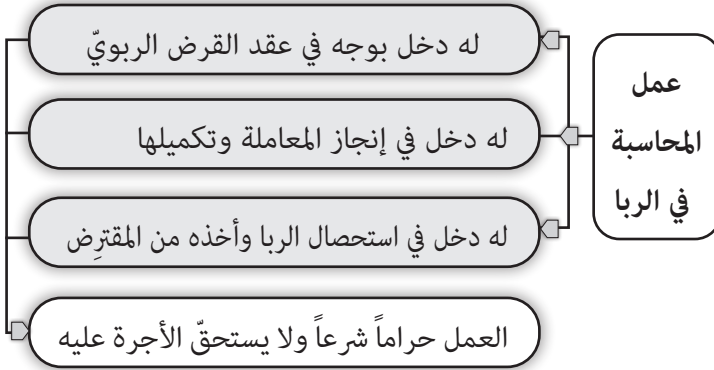 عمل
المحاسبة
في الربا
له دخل بوجه في عقد القرض الربويّ
له دخل في إنجاز المعاملة وتكميلها
له دخل في استحصال الربا وأخذه من المقترِض
العمل حراماً شرعاً ولا يستحقّ الأجرة عليه